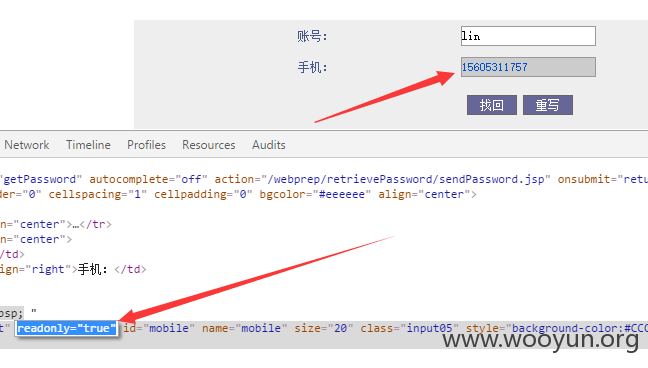 账号：
lin
手机：
15605311757
找回
重写
Network Timeline Profiles Resources Audits
"getPassword" autocomplete="off" action="/webprep/retrievePassword/sendPassword.jsp" onsubmit="retu
der="0" cellspacing="1" cellpadding="0" bgcolor="#eeeeee" align="center">
n="center">…</tr>
n="center">
</td>
ign="right">手机：</td>
bsp; "
t" readonly="true" id="mobile" name="mobile" size="20" class="input05" style="background-color:#CCC
www.wooyun.org